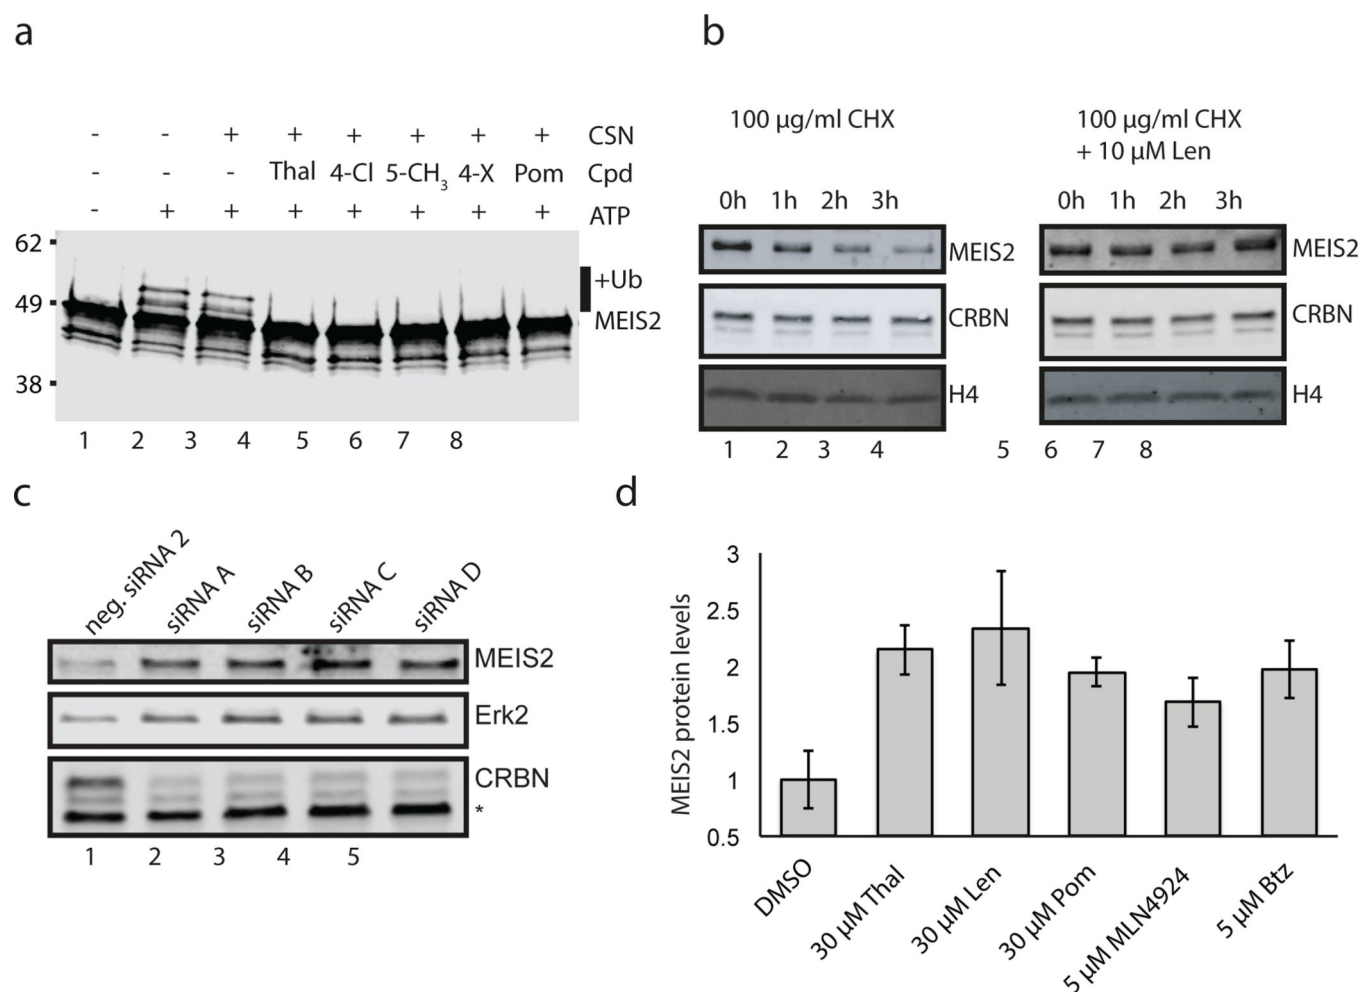 a
- - + + + + + + CSN
- - - Thal 4-Cl 5-CH3 4-X Pom Cpd
- + + + + + + + ATP
62
49
38
+Ub
MEIS2
1 2 3 4 5 6 7 8
b
100 µg/ml CHX
0h 1h 2h 3h
MEIS2
CRBN
H4
1 2 3 4
100 µg/ml CHX
+ 10 µM Len
0h 1h 2h 3h
MEIS2
CRBN
H4
5 6 7 8
c
neg. siRNA 2
siRNA A
siRNA B
siRNA C
siRNA D
MEIS2
Erk2
CRBN
*
1 2 3 4 5
d
MEIS2 protein levels
3
2.5
2
1.5
1
0.5
DMSO
30 µM Thal
30 µM Len
30 µM Pom
5 µM MLN4924
5 µM Btz